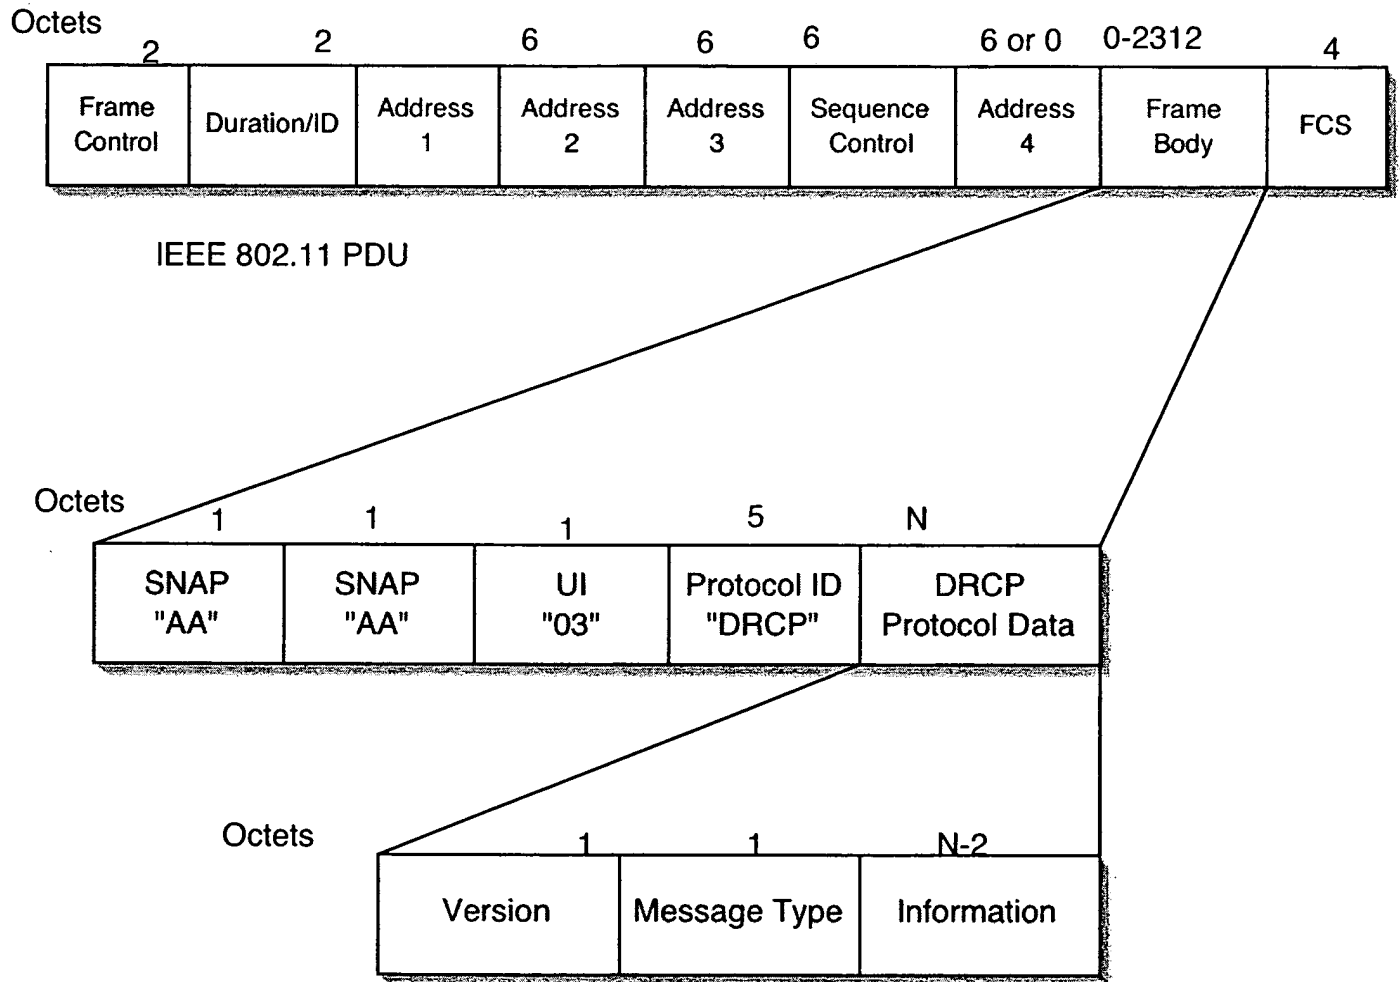 Octets
2 2 6 6 6 6 or 0 0-2312 4
Frame Control
Duration/ID
Address 1
Address 2
Address 3
Sequence Control
Address 4
Frame Body
FCS
IEEE 802.11 PDU
Octets
1 1 1 5 N
SNAP "AA"
SNAP "AA"
UI "03"
Protocol ID "DRCP"
DRCP Protocol Data
Octets
1 1 N-2
Version
Message Type
Information